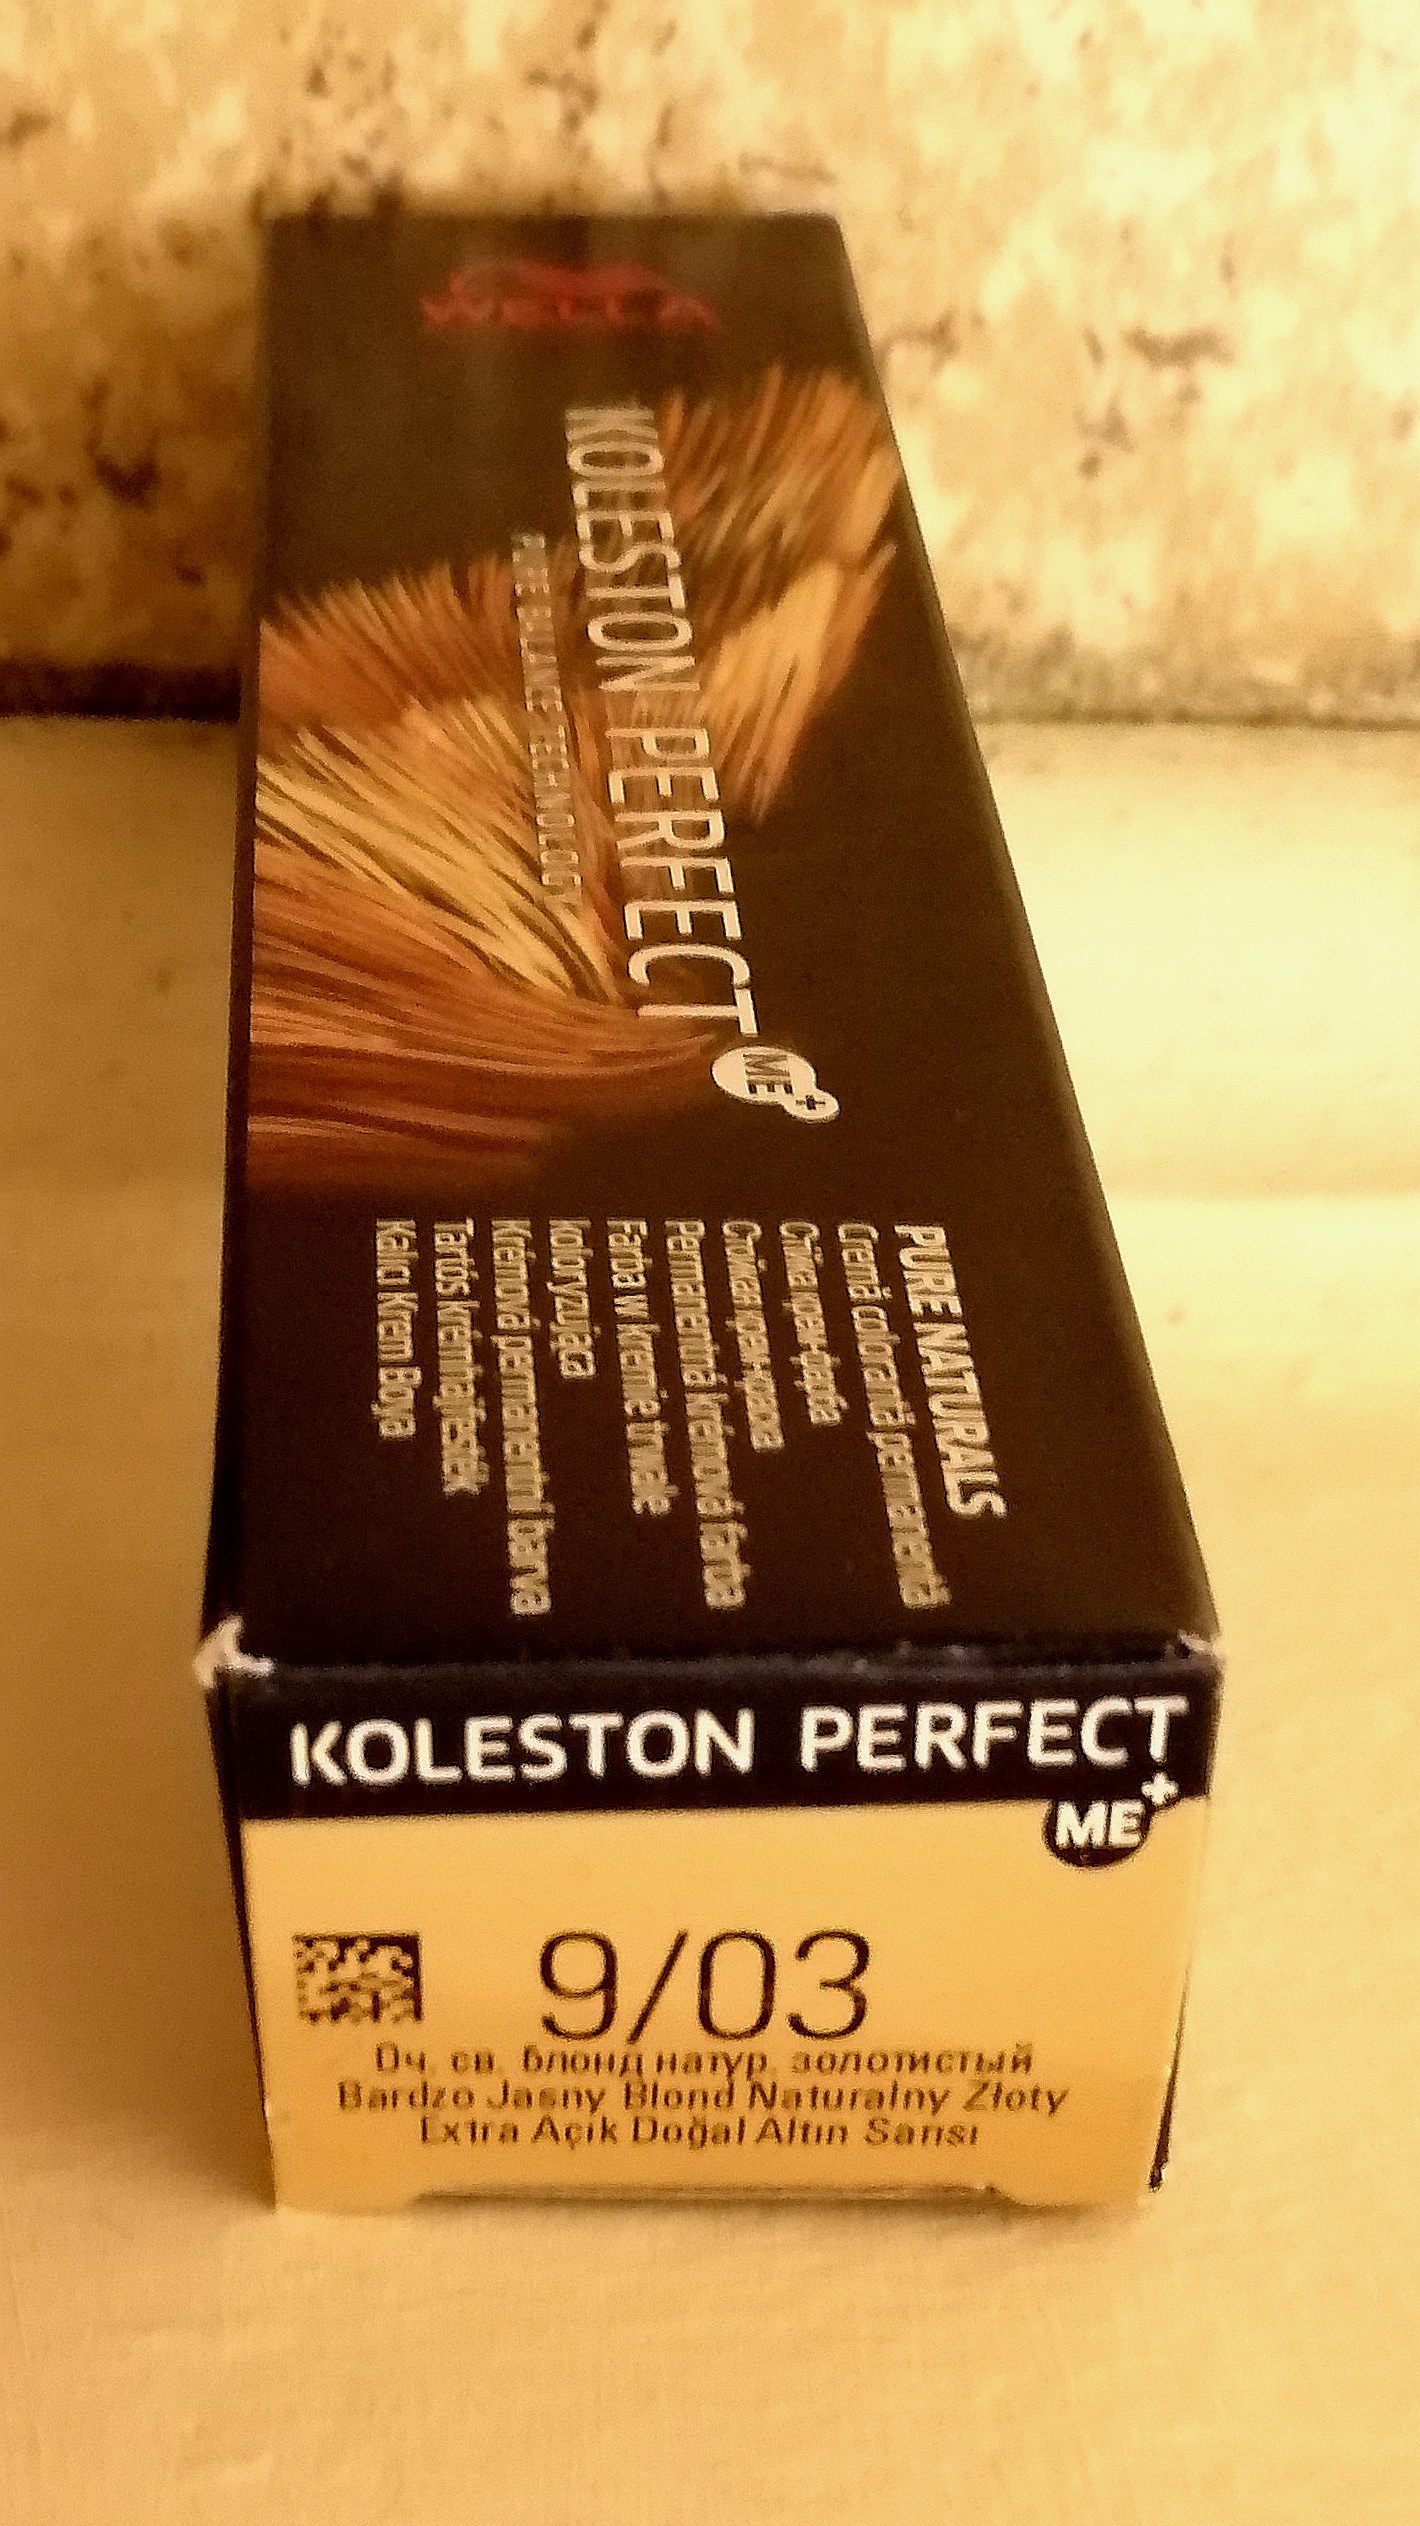 WELLA
KOLESTON PERFECT ME+
PURE BALANCE TECHNOLOGY
PURE NATURALS
Cremă colorantă permanentă
Стійка крем-фарба
Стойкая крем-краска
Permanentná krémová farba
Farba w kremie trwale
koloryzująca
Krémová permanentní barva
Tartós krémhajfesték
Kalıcı Krem Boya
KOLESTON PERFECT
ME+
9/03
Оч. св. блонд натур. золотистый
Bardzo Jasny Blond Naturalny Złoty
Extra Açık Doğal Altın Sarısı